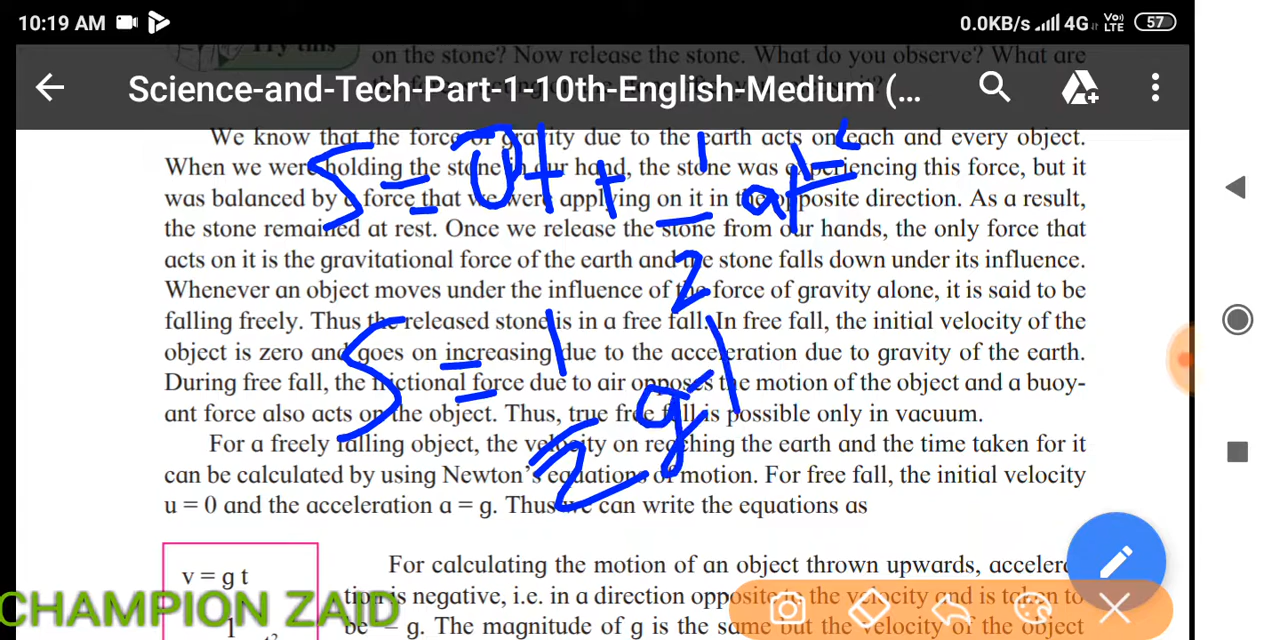 10:19 AM 0.0KB/s 4G Vo) LTE 57
Try this on the stone? Now release the stone. What do you observe? What are
Science-and-Tech-Part-1-10th-English-Medium (...
We know that the force of gravity due to the earth acts on each and every object.
When we were holding the stone in our hand, the stone was experiencing this force, but it
was balanced by a force that we were applying on it in the opposite direction. As a result,
the stone remained at rest. Once we release the stone from our hands, the only force that
acts on it is the gravitational force of the earth and the stone falls down under its influence.
Whenever an object moves under the influence of the force of gravity alone, it is said to be
falling freely. Thus the released stone is in a free fall. In free fall, the initial velocity of the
object is zero and goes on increasing due to the acceleration due to gravity of the earth.
During free fall, the frictional force due to air opposes the motion of the object and a buoy-
ant force also acts on the object. Thus, true free fall is possible only in vacuum.
For a freely falling object, the velocity on reaching the earth and the time taken for it
can be calculated by using Newton's equations of motion. For free fall, the initial velocity
u = 0 and the acceleration a = g. Thus we can write the equations as
S = 0t + 1/2 at²
S = 1/2 g
v = g t
For calculating the motion of an object thrown upwards, acceleration
CHAMPION ZAID
is negative, i.e. in a direction opposite to the velocity and is taken to
be – g. The magnitude of g is the same but the velocity of the object